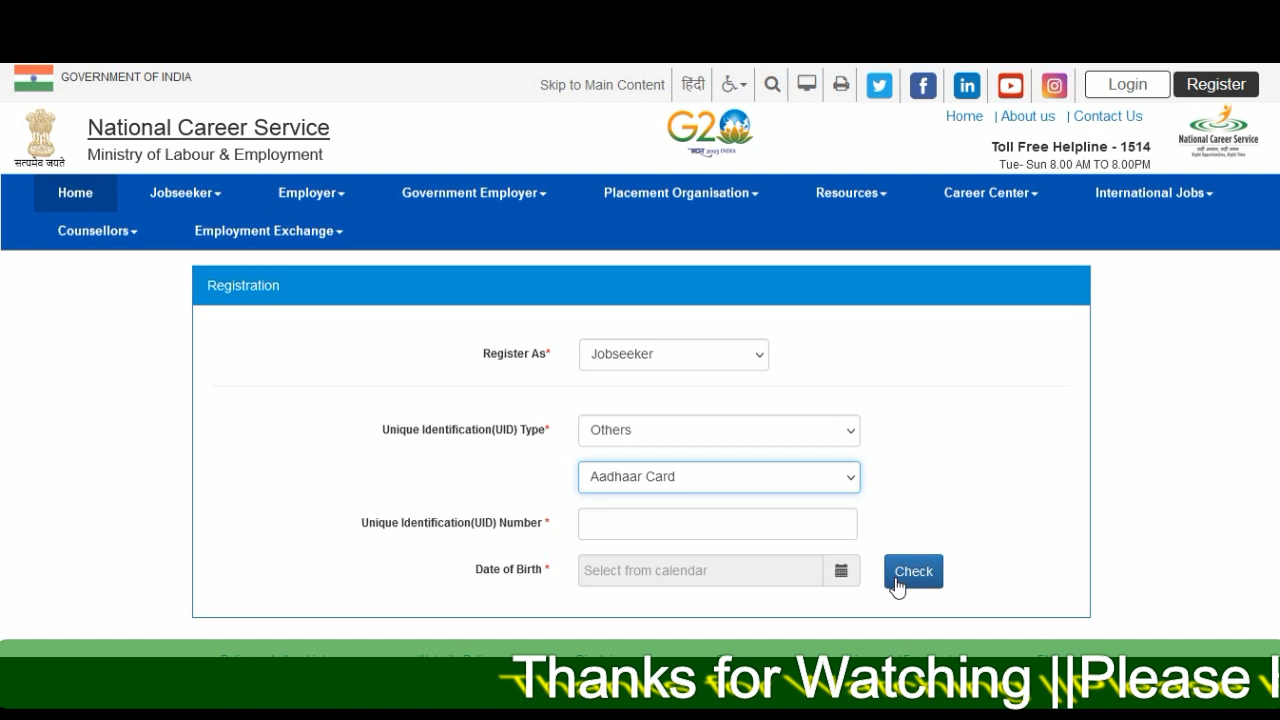 GOVERNMENT OF INDIA
Skip to Main Content
हिंदी
Login
Register
सत्यमेव जयते
National Career Service
Ministry of Labour & Employment
G20
Home | About us | Contact Us
Toll Free Helpline - 1514
Tue- Sun 8.00 AM TO 8.00PM
National Career Service
Home Jobseeker Employer Government Employer Placement Organisation Resources Career Center International Jobs
Counsellors Employment Exchange
Registration
Register As* Jobseeker
Unique Identification(UID) Type* Others
Aadhaar Card
Unique Identification(UID) Number *
Date of Birth * Select from calendar Check
Thanks for Watching ||Please